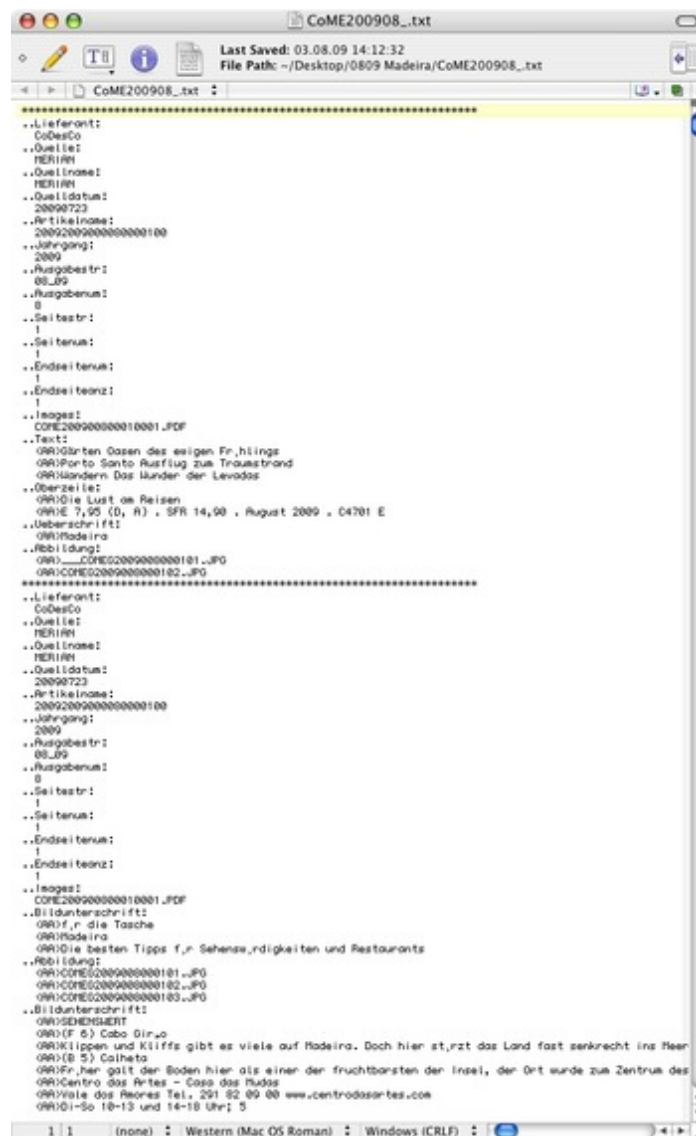 CoME200908_.txt
Last Saved: 03.08.09 14:12:32
File Path: ~/Desktop/0809 Madeira/CoME200908_.txt
CoME200908_.txt
**********************************************************************
..Lieferant:
CoDesCo
..Quelle:
MERIAN
..Quellname:
MERIAN
..Quelldatum:
20090723
..Artikelname:
2009200900080000100
..Jahrgang:
2009
..Ausgabestr:
08_09
..Ausgabenum:
8
..Seitestr:
1
..Seitenum:
1
..Endseitenum:
1
..Endseiteanz:
1
..Images:
COME200900800010001.PDF
..Text:
<AA>Gärten Oasen des ewigen Fr‚hlings
<AA>Porto Santo Ausflug zum Traumstrand
<AA>Wandern Das Wunder der Levadas
..Oberzeile:
<AA>Die Lust am Reisen
<AA>E 7,95 (D, A) . SFR 14,90 . August 2009 . C4701 E
..Ueberschrift:
<AA>Madeira
..Abbildung:
<AA>___COMEG2009008000101_.JPG
<AA>COMEG2009008000102_.JPG
**********************************************************************
..Lieferant:
CoDesCo
..Quelle:
MERIAN
..Quellname:
MERIAN
..Quelldatum:
20090723
..Artikelname:
2009200900080000100
..Jahrgang:
2009
..Ausgabestr:
08_09
..Ausgabenum:
8
..Seitestr:
1
..Seitenum:
1
..Endseitenum:
1
..Endseiteanz:
1
..Images:
COME200900800010001.PDF
..Bildunterschrift:
<AA>f‚r die Tasche
<AA>Madeira
<AA>Die besten Tipps f‚r Sehensw‚rdigkeiten und Restaurants
..Abbildung:
<AA>COMEG2009008000101_.JPG
<AA>COMEG2009008000102_.JPG
<AA>COMEG2009008000103_.JPG
..Bildunterschrift:
<AA>SEHENSWERT
<AA>(F 6) Cabo
<AA>Klippen und Kliffs gibt es viele auf Madeira. Doch hier st‚rzt das Land fast senkrecht ins Meer
<AA>(B 5) Calheta
<AA>Fr‚her galt der Boden hier als einer der fruchtbarsten der Insel, der Ort wurde zum Zentrum des
<AA>Centro das Artes – Casa das Mudas
<AA>Vale dos Amores Tel. 291 82 09 00 www.centrodasartes.com
<AA>Di-So 10-13 und 14-18 Uhr; 5
1 1 (none) Western (Mac OS Roman) Windows (CRLF)